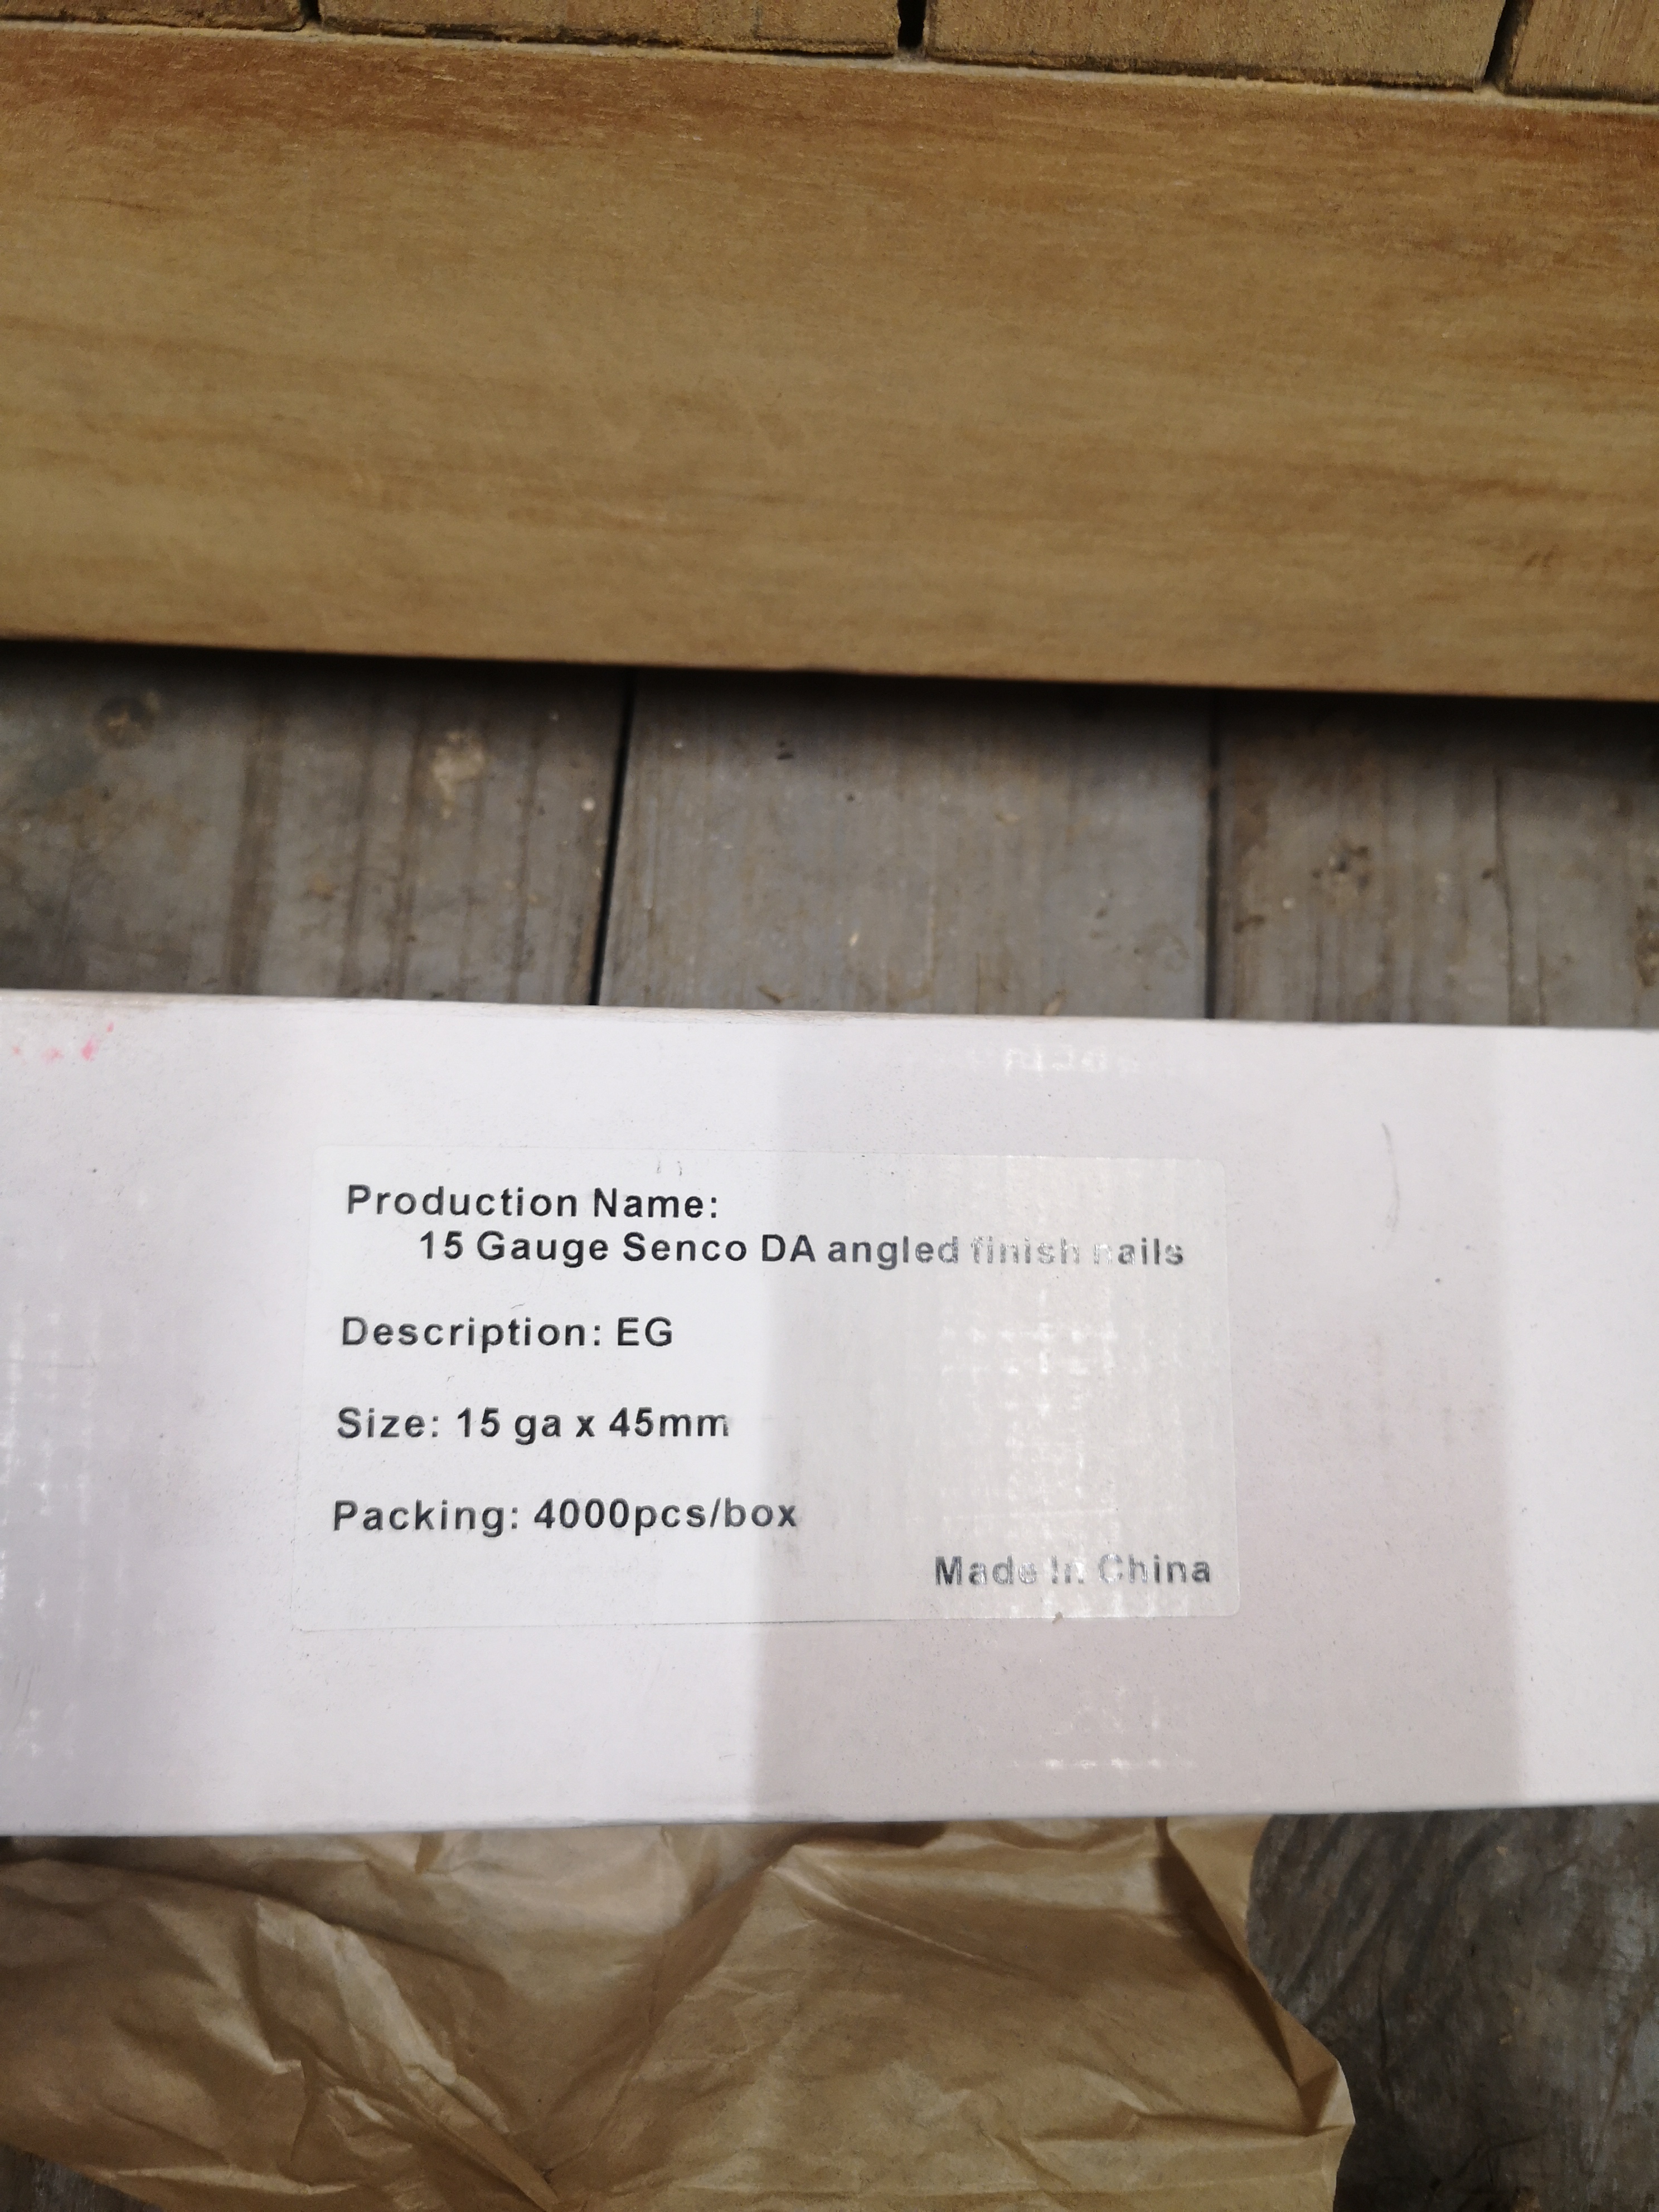 Production Name:
15 Gauge Senco DA angled finish nails
Description: EG
Size: 15 ga x 45mm
Packing: 4000pcs/box
Made In China